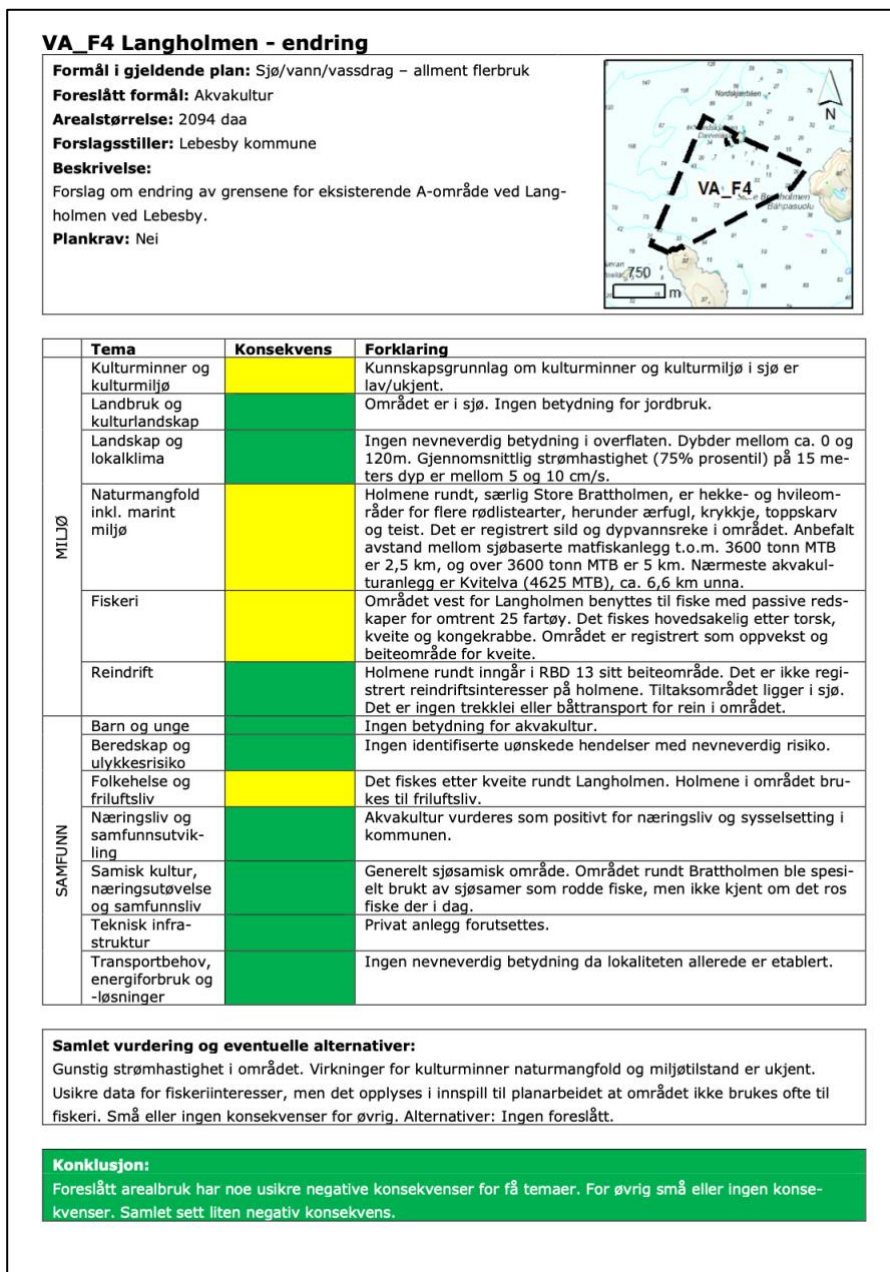 VA_F4 Langholmen - endring
Formål i gjeldende plan: Sjø/vann/vassdrag – allment flerbruk
Foreslått formål: Akvakultur
Arealstørrelse: 2094 daa
Forslagsstiller: Lebesby kommune
Beskrivelse:
Forslag om endring av grensene for eksisterende A-område ved Lang-
holmen ved Lebesby.
Plankrav: Nei
N
VA_F4
750
m
Tema Konsekvens Forklaring
MILJØ
Kulturminner og
kulturmiljø
Kunnskapsgrunnlag om kulturminner og kulturmiljø i sjø er
lav/ukjent.
Landbruk og
kulturlandskap
Området er i sjø. Ingen betydning for jordbruk.
Landskap og
lokalklima
Ingen nevneverdig betydning i overflaten. Dybder mellom ca. 0 og
120m. Gjennomsnittlig strømhastighet (75% prosentil) på 15 me-
ters dyp er mellom 5 og 10 cm/s.
Naturmangfold
inkl. marint
miljø
Holmene rundt, særlig Store Brattholmen, er hekke- og hvileom-
råder for flere rødlistearter, herunder ærfugl, krykkje, toppskarv
og teist. Det er registrert sild og dypvannsreke i området. Anbefalt
avstand mellom sjøbaserte matfiskanlegg t.o.m. 3600 tonn MTB
er 2,5 km, og over 3600 tonn MTB er 5 km. Nærmeste akvakul-
turanlegg er Kvitelva (4625 MTB), ca. 6,6 km unna.
Fiskeri
Området vest for Langholmen benyttes til fiske med passive reds-
kaper for omtrent 25 fartøy. Det fiskes hovedsakelig etter torsk,
kveite og kongekrabbe. Området er registrert som oppvekst og
beiteområde for kveite.
Reindrift
Holmene rundt inngår i RBD 13 sitt beiteområde. Det er ikke regi-
strert reindriftsinteresser på holmene. Tiltaksområdet ligger i sjø.
Det er ingen trekklei eller båttransport for rein i området.
SAMFUNN
Barn og unge
Ingen betydning for akvakultur.
Beredskap og
ulykkesrisiko
Ingen identifiserte uønskede hendelser med nevneverdig risiko.
Folkehelse og
friluftsliv
Det fiskes etter kveite rundt Langholmen. Holmene i området bru-
kes til friluftsliv.
Næringsliv og
samfunnsutvik-
ling
Akvakultur vurderes som positivt for næringsliv og sysselsetting i
kommunen.
Samisk kultur,
næringsutøvelse
og samfunnsliv
Generelt sjøsamisk område. Området rundt Brattholmen ble spesi-
elt brukt av sjøsamer som rodde fiske, men ikke kjent om det ros
fiske der i dag.
Teknisk infra-
struktur
Privat anlegg forutsettes.
Transportbehov,
energiforbruk og
-løsninger
Ingen nevneverdig betydning da lokaliteten allerede er etablert.
Samlet vurdering og eventuelle alternativer:
Gunstig strømhastighet i området. Virkninger for kulturminner naturmangfold og miljøtilstand er ukjent.
Usikre data for fiskeriinteresser, men det opplyses i innspill til planarbeidet at området ikke brukes ofte til
fiskeri. Små eller ingen konsekvenser for øvrig. Alternativer: Ingen foreslått.
Konklusjon:
Foreslått arealbruk har noe usikre negative konsekvenser for få temaer. For øvrig små eller ingen konse-
kvenser. Samlet sett liten negativ konsekvens.